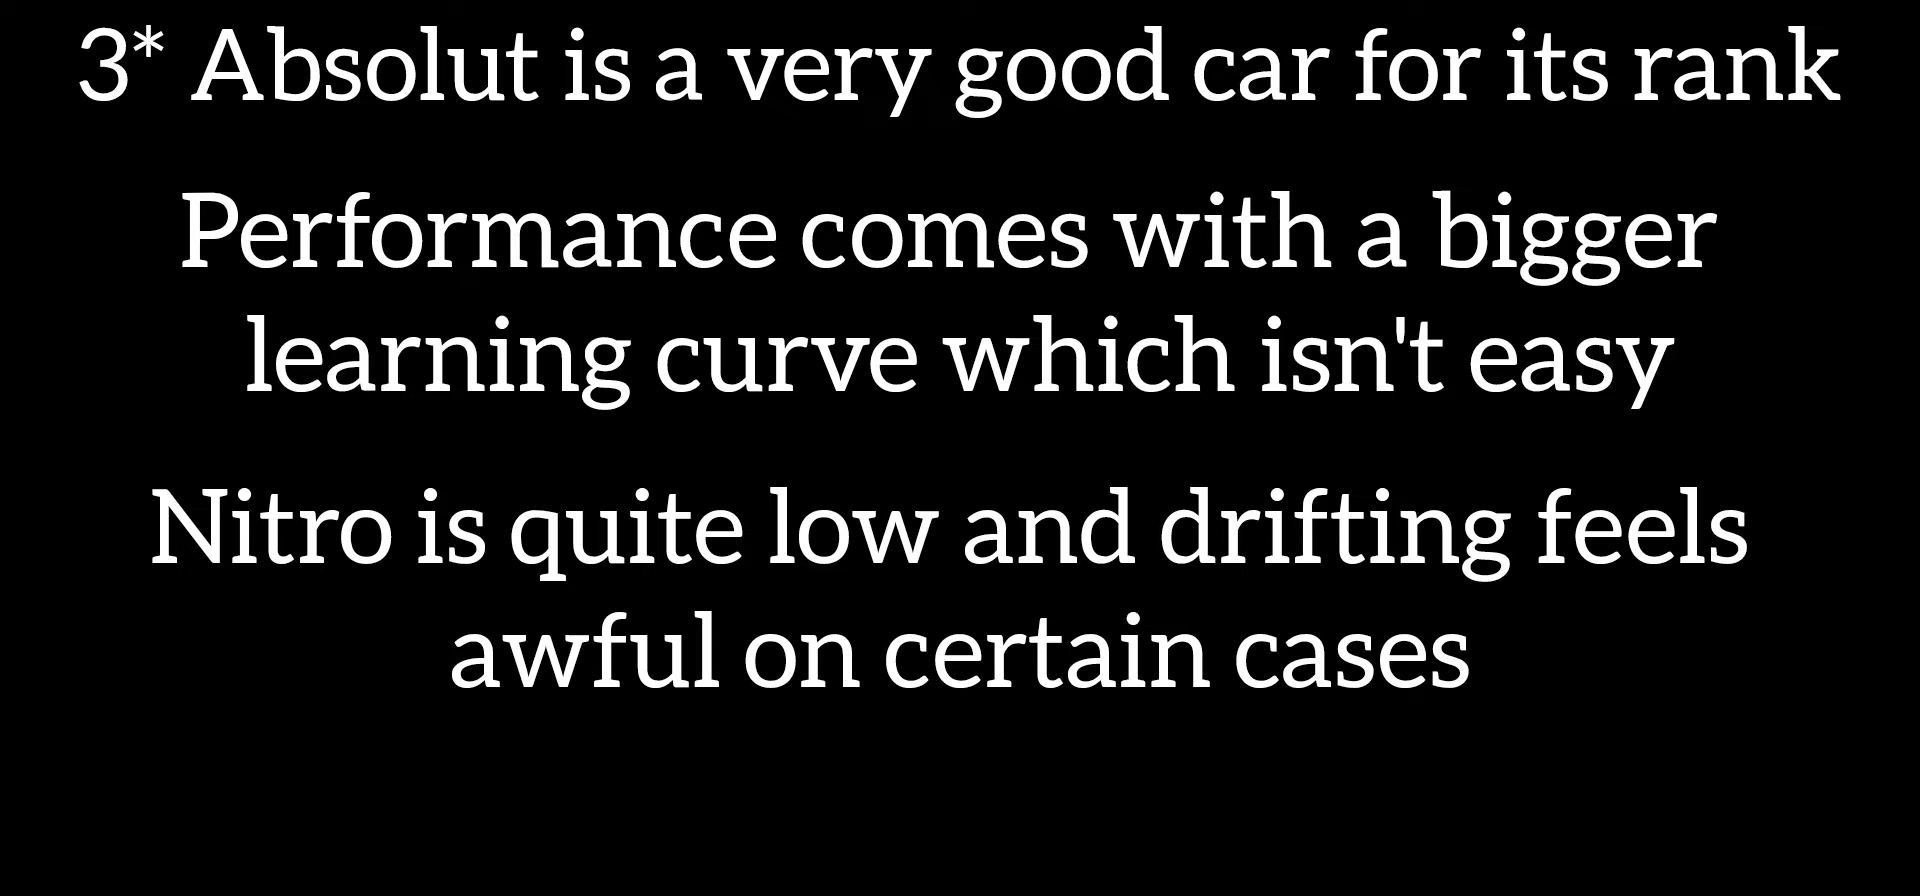 3* Absolut is a very good car for its rank
Performance comes with a bigger
learning curve which isn't easy
Nitro is quite low and drifting feels
awful on certain cases